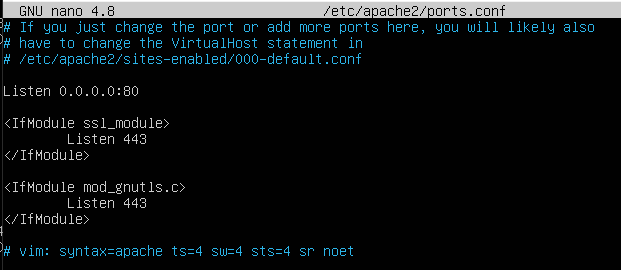 GNU nano 4.8 /etc/apache2/ports.conf
# If you just change the port or add more ports here, you will likely also
# have to change the VirtualHost statement in
# /etc/apache2/sites-enabled/000-default.conf
Listen 0.0.0.0:80
<IfModule ssl_module>
Listen 443
</IfModule>
<IfModule mod_gnutls.c>
Listen 443
</IfModule>
# vim: syntax=apache ts=4 sw=4 sts=4 sr noet